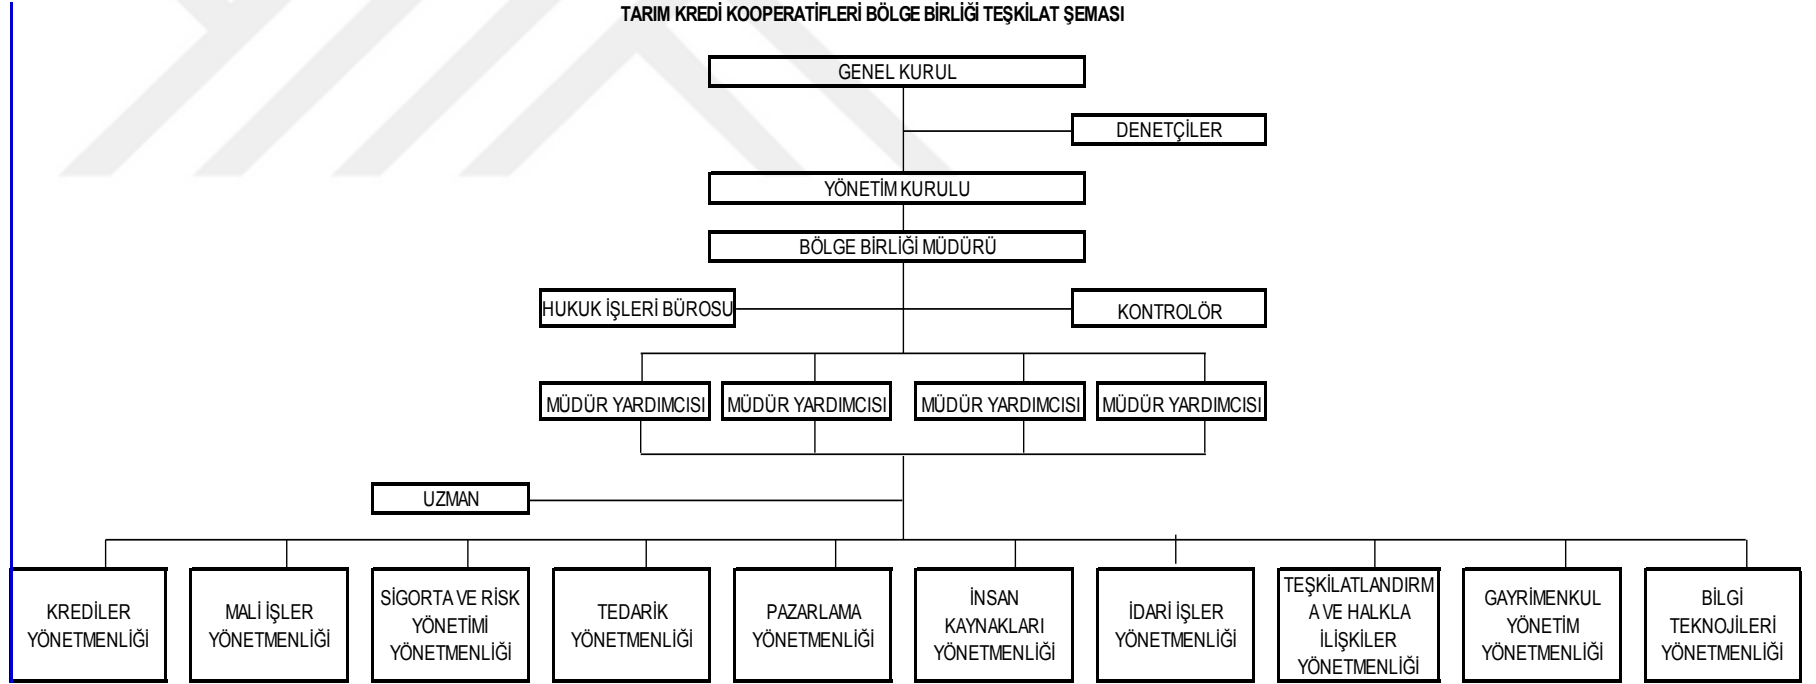 TARIM KREDİ KOOPERATİFLERİ BÖLGE BİRLİĞİ TEŞKİLAT ŞEMASI
GENEL KURUL
DENETÇİLER
YÖNETİM KURULU
BÖLGE BİRLİĞİ MÜDÜRÜ
HUKUK İŞLERİ BÜROSU
KONTROLÖR
MÜDÜR YARDIMCISI
MÜDÜR YARDIMCISI
MÜDÜR YARDIMCISI
MÜDÜR YARDIMCISI
UZMAN
KREDİLER
YÖNETMENLİĞİ
MALİ İŞLER
YÖNETMENLİĞİ
SİGORTA VE RİSK
YÖNETİMİ
YÖNETMENLİĞİ
TEDARİK
YÖNETMENLİĞİ
PAZARLAMA
YÖNETMENLİĞİ
İNSAN
KAYNAKLARI
YÖNETMENLİĞİ
İDARİ İŞLER
YÖNETMENLİĞİ
TEŞKİLATLANDIRM
A VE HALKLA
İLİŞKİLER
YÖNETMENLİĞİ
GAYRİMENKUL
YÖNETİM
YÖNETMENLİĞİ
BİLGİ
TEKNOJİLERİ
YÖNETMENLİĞİ